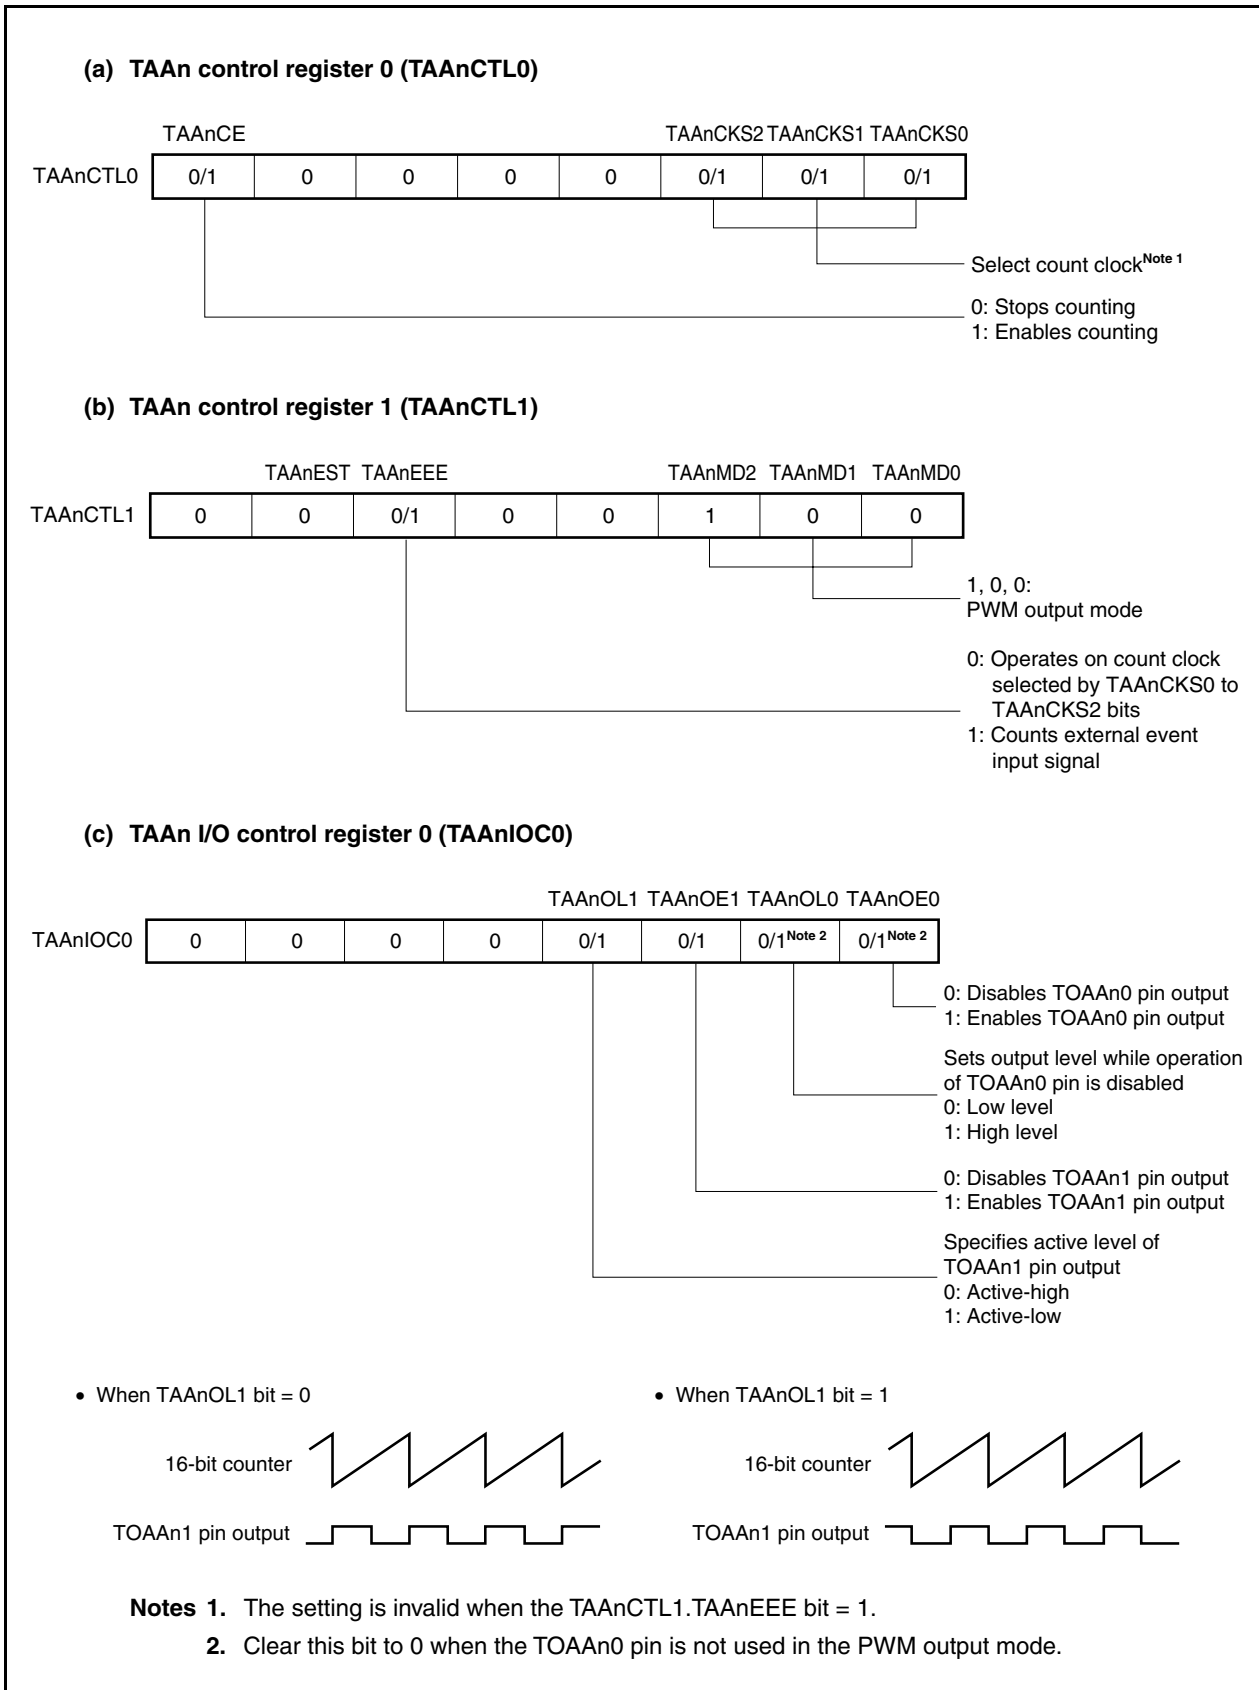 (a) TAAn control register 0 (TAAnCTL0)
TAAnCE TAAnCKS2 TAAnCKS1 TAAnCKS0
TAAnCTL0 0/1 0 0 0 0 0/1 0/1 0/1
Select count clock Note 1
0: Stops counting
1: Enables counting
(b) TAAn control register 1 (TAAnCTL1)
TAAnEST TAAnEEE TAAnMD2 TAAnMD1 TAAnMD0
TAAnCTL1 0 0 0/1 0 0 1 0 0
1, 0, 0:
PWM output mode
0: Operates on count clock
selected by TAAnCKS0 to
TAAnCKS2 bits
1: Counts external event
input signal
(c) TAAn I/O control register 0 (TAAnIOC0)
TAAnOL1 TAAnOE1 TAAnOL0 TAAnOE0
TAAnIOC0 0 0 0 0 0/1 0/1 0/1 Note 2 0/1 Note 2
0: Disables TOAAn0 pin output
1: Enables TOAAn0 pin output
Sets output level while operation
of TOAAn0 pin is disabled
0: Low level
1: High level
0: Disables TOAAn1 pin output
1: Enables TOAAn1 pin output
Specifies active level of
TOAAn1 pin output
0: Active-high
1: Active-low
• When TAAnOL1 bit = 0
16-bit counter
TOAAn1 pin output
• When TAAnOL1 bit = 1
16-bit counter
TOAAn1 pin output
Notes 1. The setting is invalid when the TAAnCTL1.TAAnEEE bit = 1.
2. Clear this bit to 0 when the TOAAn0 pin is not used in the PWM output mode.